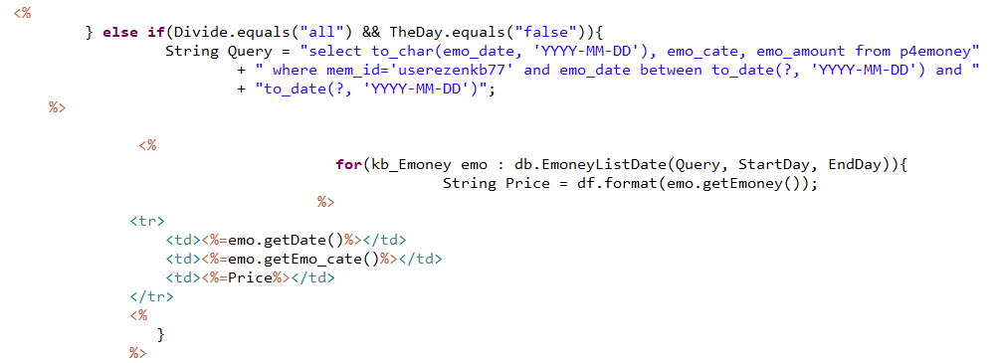 <%
} else if(Divide.equals("all") && TheDay.equals("false")){
String Query = "select to_char(emo_date, 'YYYY-MM-DD'), emo_cate, emo_amount from p4emoney"
+ " where mem_id='userezenkb77' and emo_date between to_date(?, 'YYYY-MM-DD') and "
+ "to_date(?, 'YYYY-MM-DD')";
%>
<%
for(kb_Emoney emo : db.EmoneyListDate(Query, StartDay, EndDay)){
String Price = df.format(emo.getEmoney());
%>
<tr>
<td><%=emo.getDate()%></td>
<td><%=emo.getEmo_cate()%></td>
<td><%=Price%></td>
</tr>
<%
}
%>